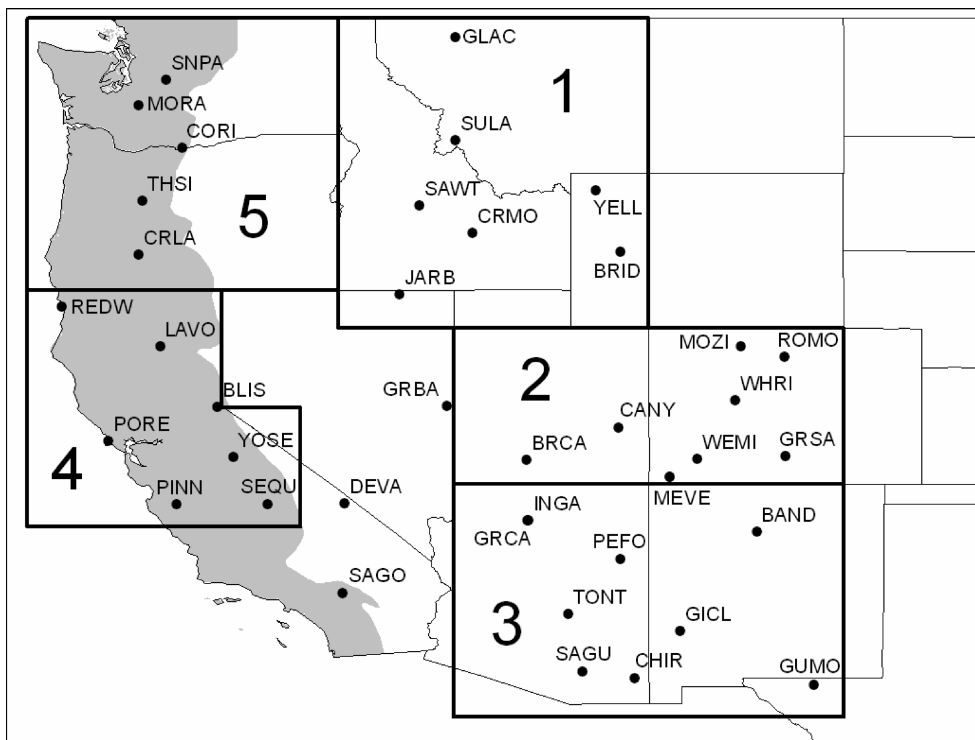 GLAC
SNPA
1
MORA
SULA
CORI
THSI
SAWT
YELL
5
CRMO
CRLA
BRID
JARB
REDW
LAVO
MOZI
ROMO
2
GRBA
WHRI
BLIS
CANY
PORE
YOSE
BRCA
WEMI
GRSA
4
PINN
SEQU
DEVA
MEVE
INGA
BAND
GRCA
PEFO
SAGO
TONT
3
GICL
SAGU
CHIR
GUMO